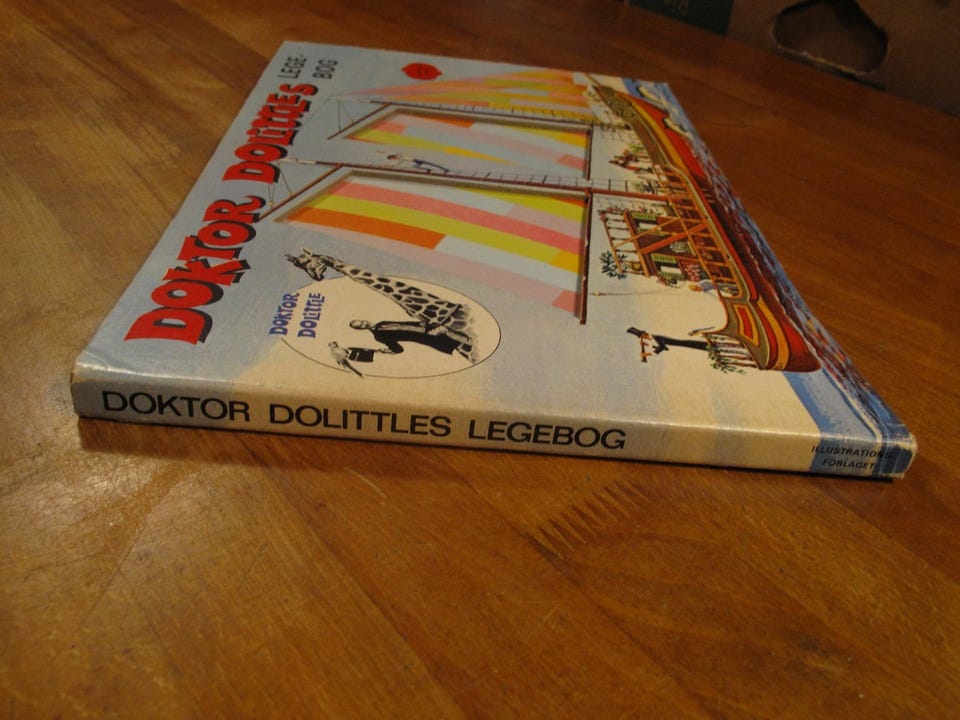 DOKTOR DOLITTLES LEGE-
BOG
DOKTOR
DOLITTLE
DOKTOR DOLITTLES LEGEBOG
ILLUSTRATIONS
FORLAGET